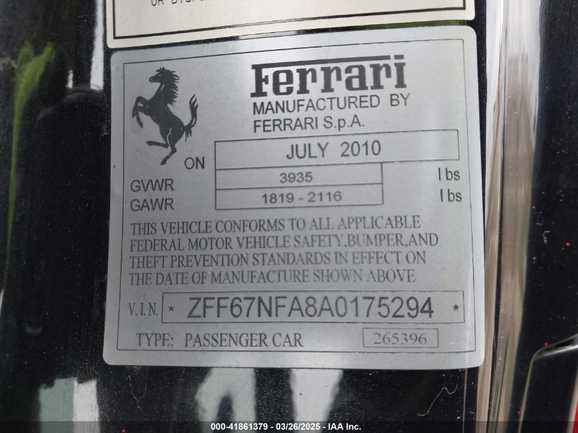 Ferrari
MANUFACTURED BY
FERRARI S.p.A.
ON JULY 2010
GVWR 3935 lbs
GAWR 1819 - 2116 lbs
THIS VEHICLE CONFORMS TO ALL APPLICABLE
FEDERAL MOTOR VEHICLE SAFETY,BUMPER,AND
THEFT PREVENTION STANDARDS IN EFFECT ON
THE DATE OF MANUFACTURE SHOWN ABOVE
V.I.N. * ZFF67NFA8A0175294 *
TYPE: PASSENGER CAR 265396
000-41861379 — 03/26/2025 — IAA Inc.